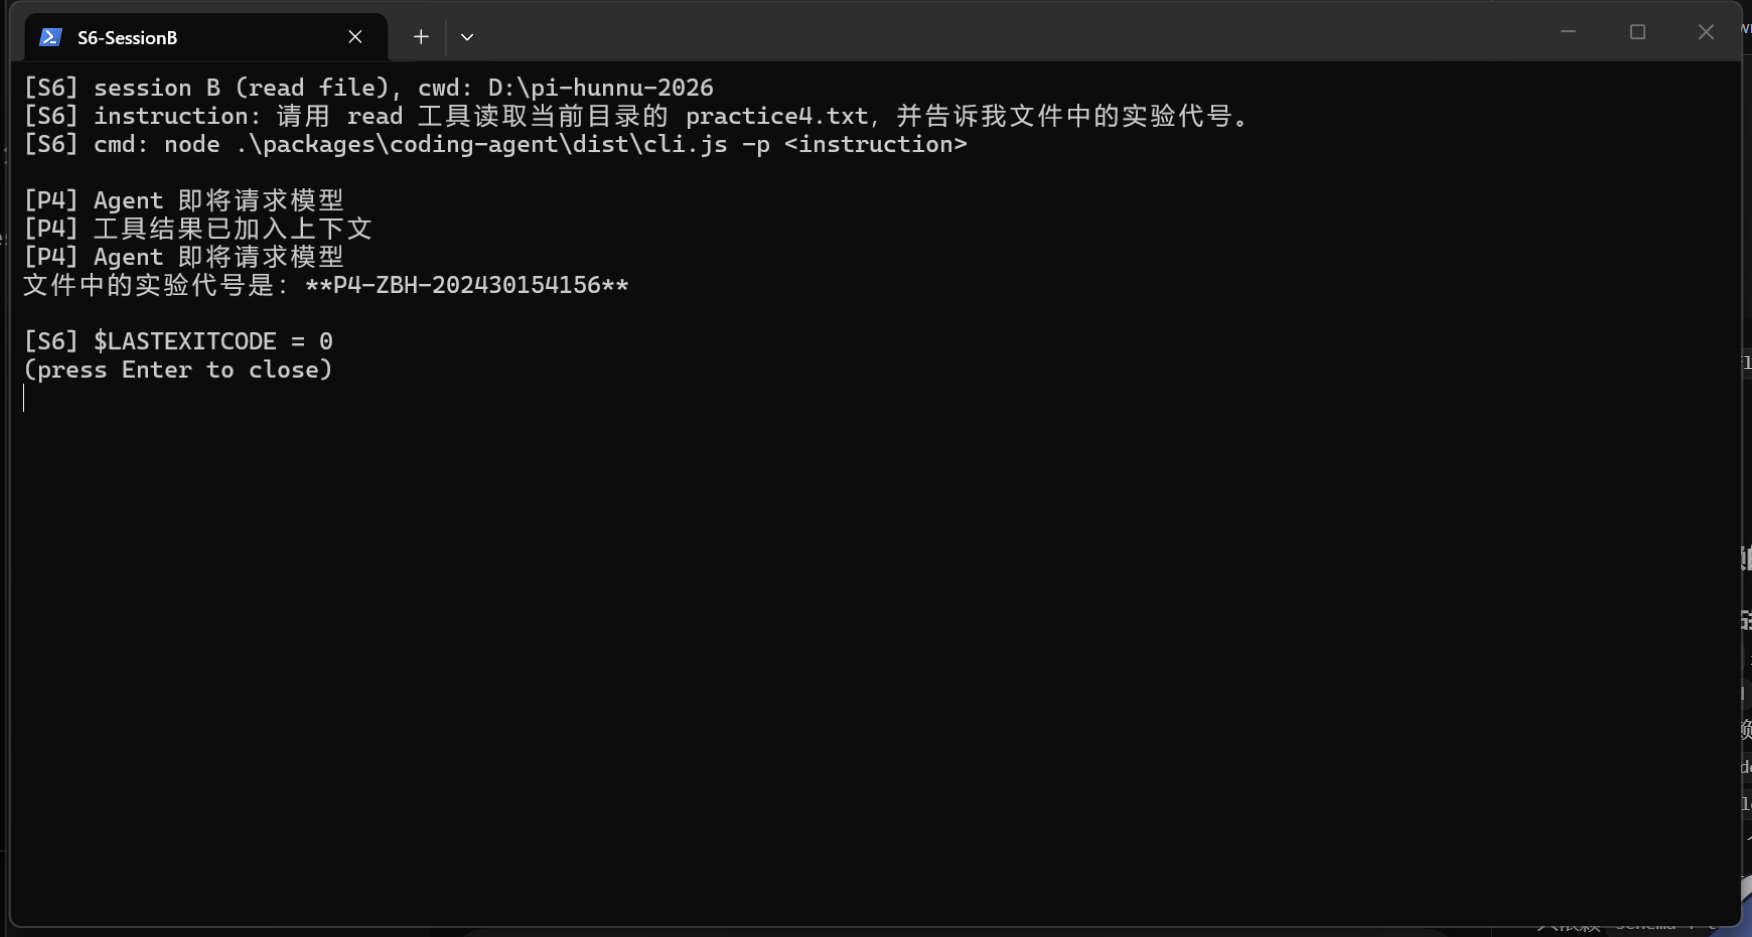 S6-SessionB
[S6] session B (read file), cwd: D:\pi-hunnu-2026
[S6] instruction: 请用 read 工具读取当前目录的 practice4.txt，并告诉我文件中的实验代号。
[S6] cmd: node .\packages\coding-agent\dist\cli.js -p <instruction>
[P4] Agent 即将请求模型
[P4] 工具结果已加入上下文
[P4] Agent 即将请求模型
文件中的实验代号是：**P4-ZBH-202430154156**
[S6] $LASTEXITCODE = 0
(press Enter to close)